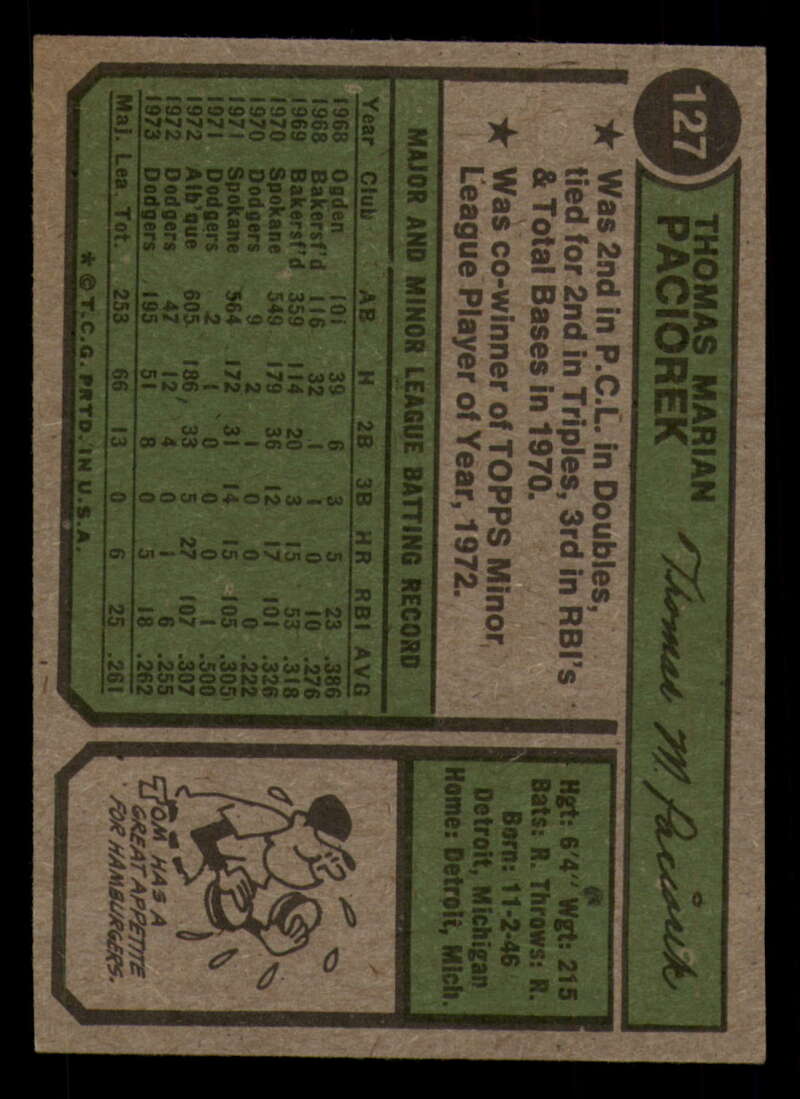 127
THOMAS MARIAN
PACIOREK
Thomas M. Paciorek
★ Was 2nd in P.C.L. in Doubles,
tied for 2nd in Triples, 3rd in RBI's
& Total Bases in 1970.
★ Was co-winner of TOPPS Minor
League Player of Year, 1972.
MAJOR AND MINOR LEAGUE BATTING RECORD
Year Club AB H 2B 3B HR RBI AVG
1968 Ogden 101 39 6 3 5 23 .386
1968 Bakersf'd 116 32 1 1 0 10 .276
1969 Bakersf'd 359 114 20 3 15 53 .318
1970 Spokane 549 179 36 12 17 101 .326
1970 Dodgers 9 2 1 0 0 0 .222
1971 Spokane 564 172 31 14 15 105 .305
1971 Dodgers 2 1 0 0 0 1 .500
1972 Alb'que 605 186 33 5 27 107 .307
1972 Dodgers 47 12 4 0 1 6 .255
1973 Dodgers 195 51 8 0 5 18 .262
Maj. Lea. Tot. 253 66 13 0 6 25 .261
* © T.C.G. PRTD. IN U.S.A.
Hgt: 6'4" Wgt: 215
Bats: R. Throws: R.
Born: 11-2-46
Detroit, Michigan
Home: Detroit, Mich.
TOM HAS A
GREAT APPETITE
FOR HAMBURGERS.